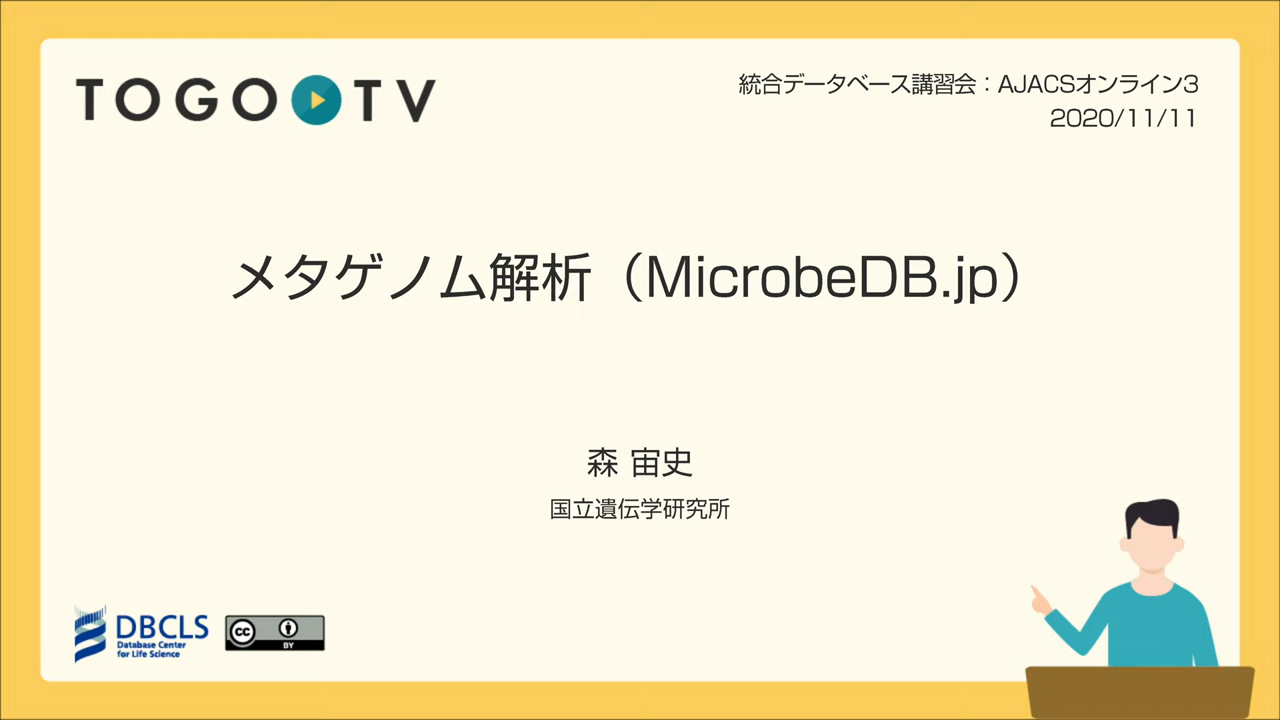 TOGO TV
統合データベース講習会：AJACSオンライン3
2020/11/11
メタゲノム解析（MicrobeDB.jp）
森 宙史
国立遺伝学研究所
DBCLS
Database Center
for Life Science
cc
BY